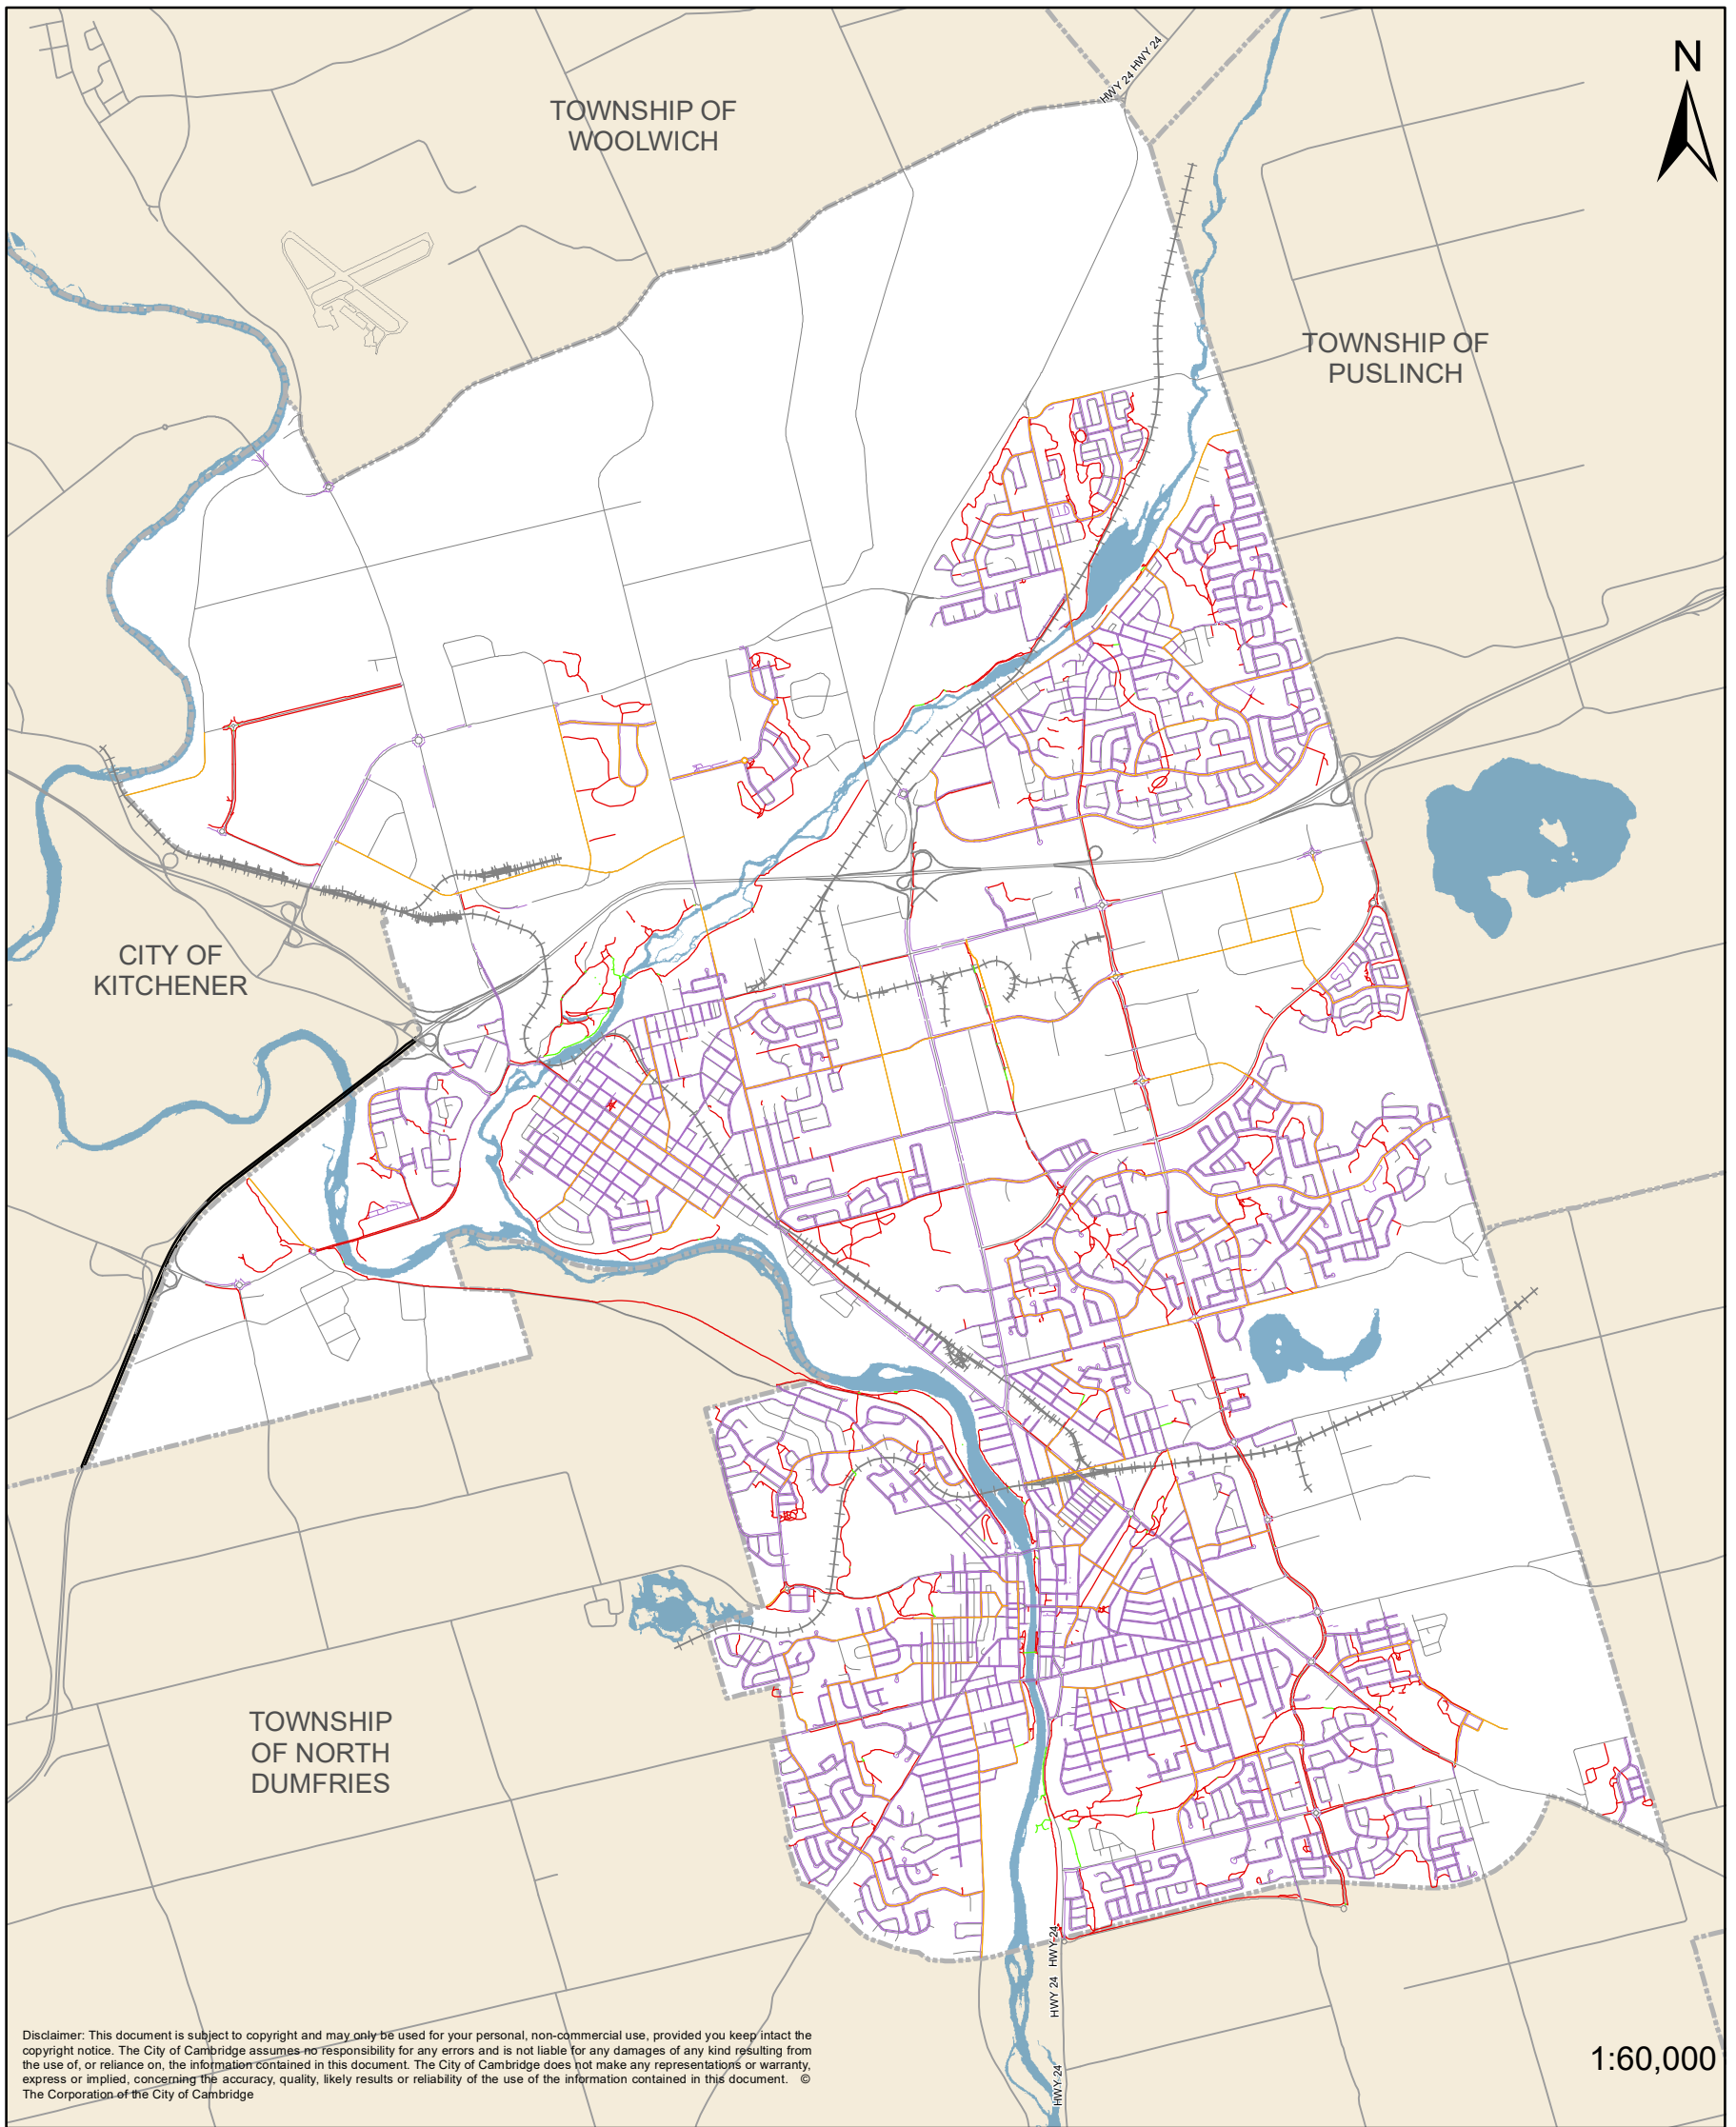 HWY 24 HWY 24
N
TOWNSHIP OF
WOOLWICH
TOWNSHIP OF
PUSLINCH
CITY OF
KITCHENER
TOWNSHIP
OF NORTH
DUMFRIES
HWY 24
HWY 24
HWY 24
Disclaimer: This document is subject to copyright and may only be used for your personal, non-commercial use, provided you keep intact the
copyright notice. The City of Cambridge assumes no responsibility for any errors and is not liable for any damages of any kind resulting from
the use of, or reliance on, the information contained in this document. The City of Cambridge does not make any representations or warranty,
express or implied, concerning the accuracy, quality, likely results or reliability of the use of the information contained in this document. ©
The Corporation of the City of Cambridge
1:60,000